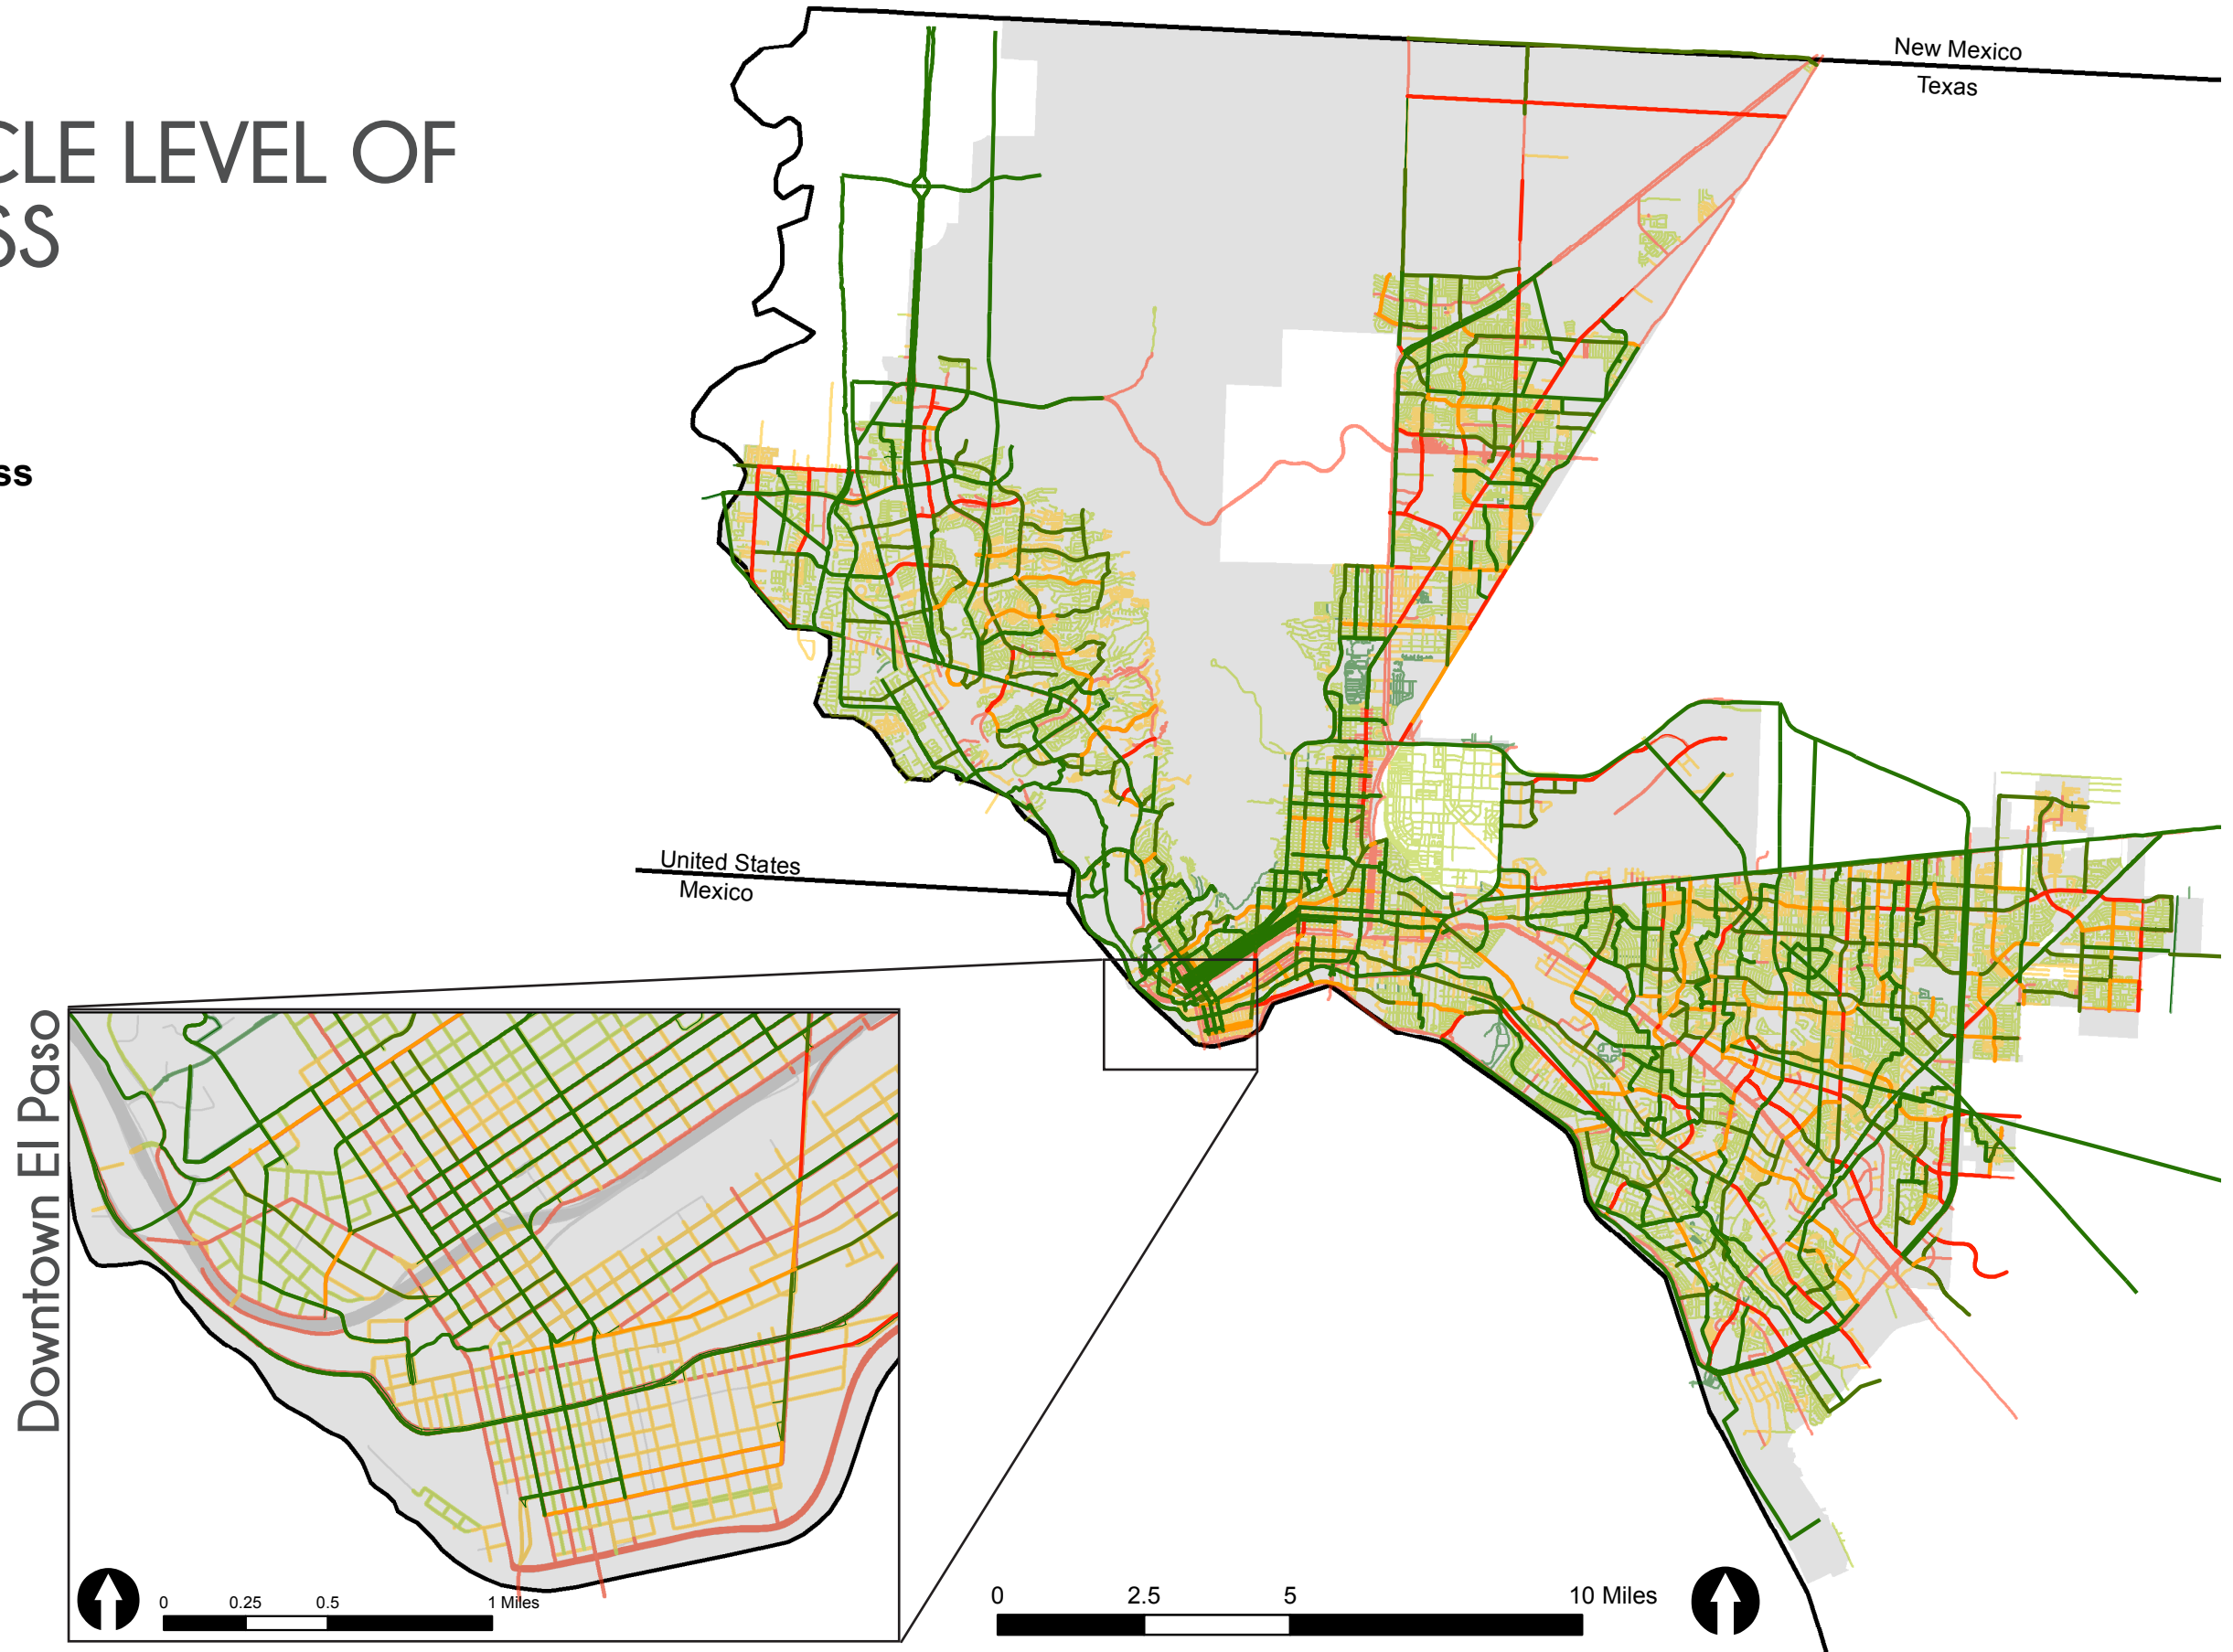 CLE LEVEL OF
SS
ss
New Mexico
Texas
United States
Mexico
Downtown El Paso
0 0.25 0.5 1 Miles
0 2.5 5 10 Miles